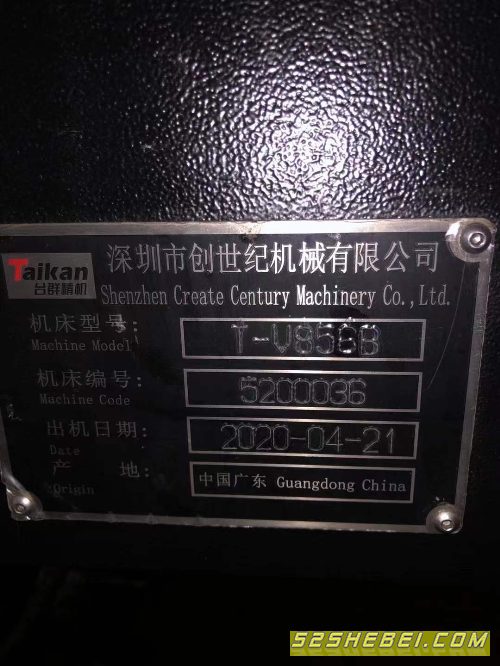 Taikan
台群精机
深圳市创世纪机械有限公司
Shenzhen Create Century Machinery Co.,Ltd.
机床型号:
Machine Model
机床编号:
Machine Code
5200036
出机日期:
Date
2020-04-21
产 地:
Origin
中国广东 Guangdong China
52SHEBEI.COM